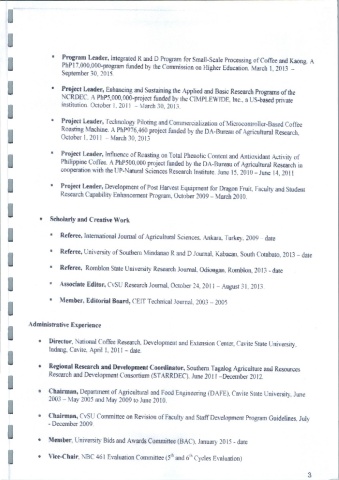 • Program Leader, Integrated R and D Program for Small-Scale Processing of Coffee and Kaong. A
PhP17,000,000-program funded by the Commission on Higher Education. March 1, 2013 –
September 30, 2015.
• Project Leader, Enhancing and Sustaining the Applied and Basic Research Programs of the
NCRDEC. A PhP5,000,000-project funded by the CIMPLEWIDE, Inc., a US-based private
institution. October 1, 2011 – March 30, 2013.
• Project Leader, Technology Piloting and Commercialization of Microcontroller-Based Coffee
Roasting Machine. A PhP976,460 project funded by the DA-Bureau of Agricultural Research,
October 1, 2011 – March 30, 2013
• Project Leader, Influence of Roasting on Total Phenolic Content and Antioxidant Activity of
Philippine Coffee. A PhP500,000 project funded by the DA-Bureau of Agricultural Research in
cooperation with the UP-Natural Sciences Research Institute. June 15, 2010 – June 14, 2011
• Project Leader, Development of Post Harvest Equipment for Dragon Fruit, Faculty and Student
Research Capability Enhancement Program, October 2009 – March 2010.
• Scholarly and Creative Work
• Referee, International Journal of Agricultural Sciences, Ankara, Turkey, 2009 – date
• Referee, University of Southern Mindanao R and D Journal, Kabacan, South Cotabato, 2013 – date
• Referee, Romblon State University Research Journal, Odiongan, Romblon, 2013 - date
• Associate Editor, CvSU Research Journal, October 24, 2011 – August 31, 2013.
• Member, Editorial Board, CEIT Technical Journal, 2003 – 2005
Administrative Experience
• Director, National Coffee Research, Development and Extension Center, Cavite State University,
Indang, Cavite, April 1, 2011 – date.
• Regional Research and Development Coordinator, Southern Tagalog Agriculture and Resources
Research and Development Consortium (STARRDEC), June 2011 –December 2012.
• Chairman, Department of Agricultural and Food Engineering (DAFE), Cavite State University, June
2003 – May 2005 and May 2009 to June 2010.
• Chairman, CvSU Committee on Revision of Faculty and Staff Development Program Guidelines, July
- December 2009.
• Member, University Bids and Awards Committee (BAC), January 2015 - date
• Vice-Chair, NBC 461 Evaluation Committee (5th and 6th Cycles Evaluation)
3